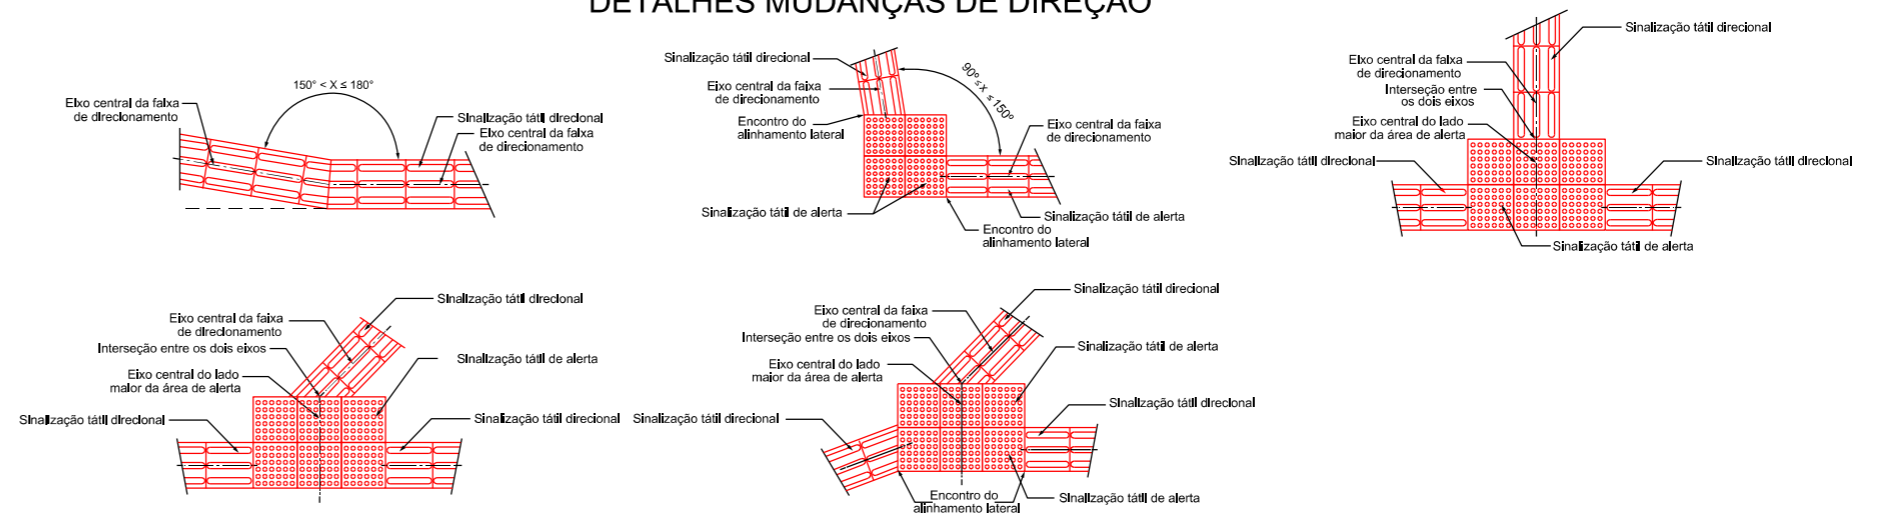 DETALHES MUDANÇAS DE DIREÇÃO
150° < X ≤ 180°
Eixo central da faixa
de direcionamento
Sinalização tátil direcional
Eixo central da faixa
de direcionamento
Sinalização tátil direcional
90° ≤ X ≤ 150°
Eixo central da faixa
de direcionamento
Encontro do
alinhamento lateral
Eixo central da faixa
de direcionamento
Sinalização tátil de alerta
Sinalização tátil de alerta
Encontro do
alinhamento lateral
Sinalização tátil direcional
Eixo central da faixa
de direcionamento
Interseção entre
os dois eixos
Eixo central do lado
maior da área de alerta
Sinalização tátil direcional
Sinalização tátil direcional
Sinalização tátil de alerta
Sinalização tátil direcional
Eixo central da faixa
de direcionamento
Interseção entre os dois eixos
Sinalização tátil de alerta
Eixo central do lado
maior da área de alerta
Sinalização tátil direcional
Sinalização tátil direcional
Sinalização tátil direcional
Eixo central da faixa
de direcionamento
Interseção entre os dois eixos
Sinalização tátil de alerta
Eixo central do lado
maior da área de alerta
Sinalização tátil direcional
Sinalização tátil direcional
Encontro do
alinhamento lateral
Sinalização tátil de alerta